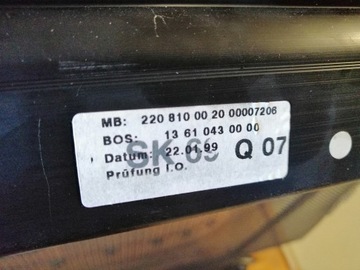 MB: 220 810 00 20 00007206
BOS: 13 61 043 00 00
Datum: 22.01.99
SK 69 Q 07
Prüfung I.O.